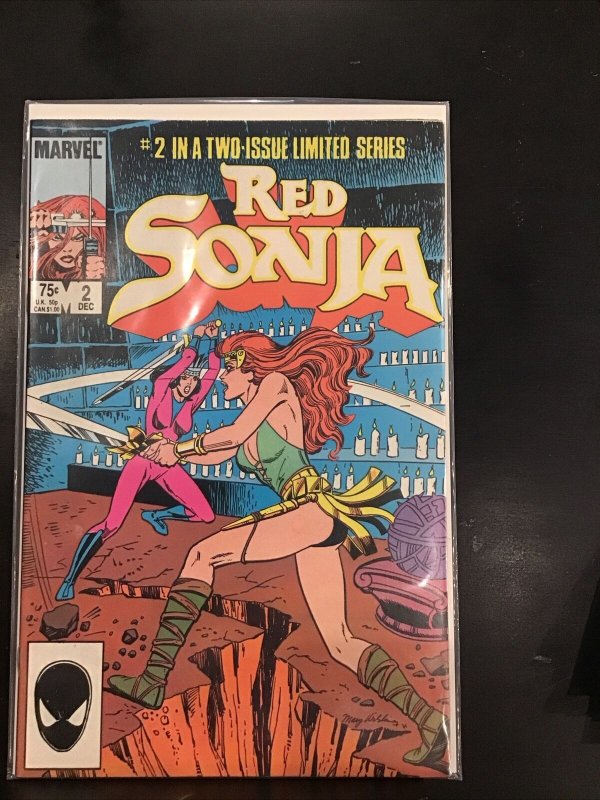 MARVEL®
#2 IN A TWO-ISSUE LIMITED SERIES
RED
SONJA
75¢
U.K. 50p
CAN $1.00
M
2
DEC